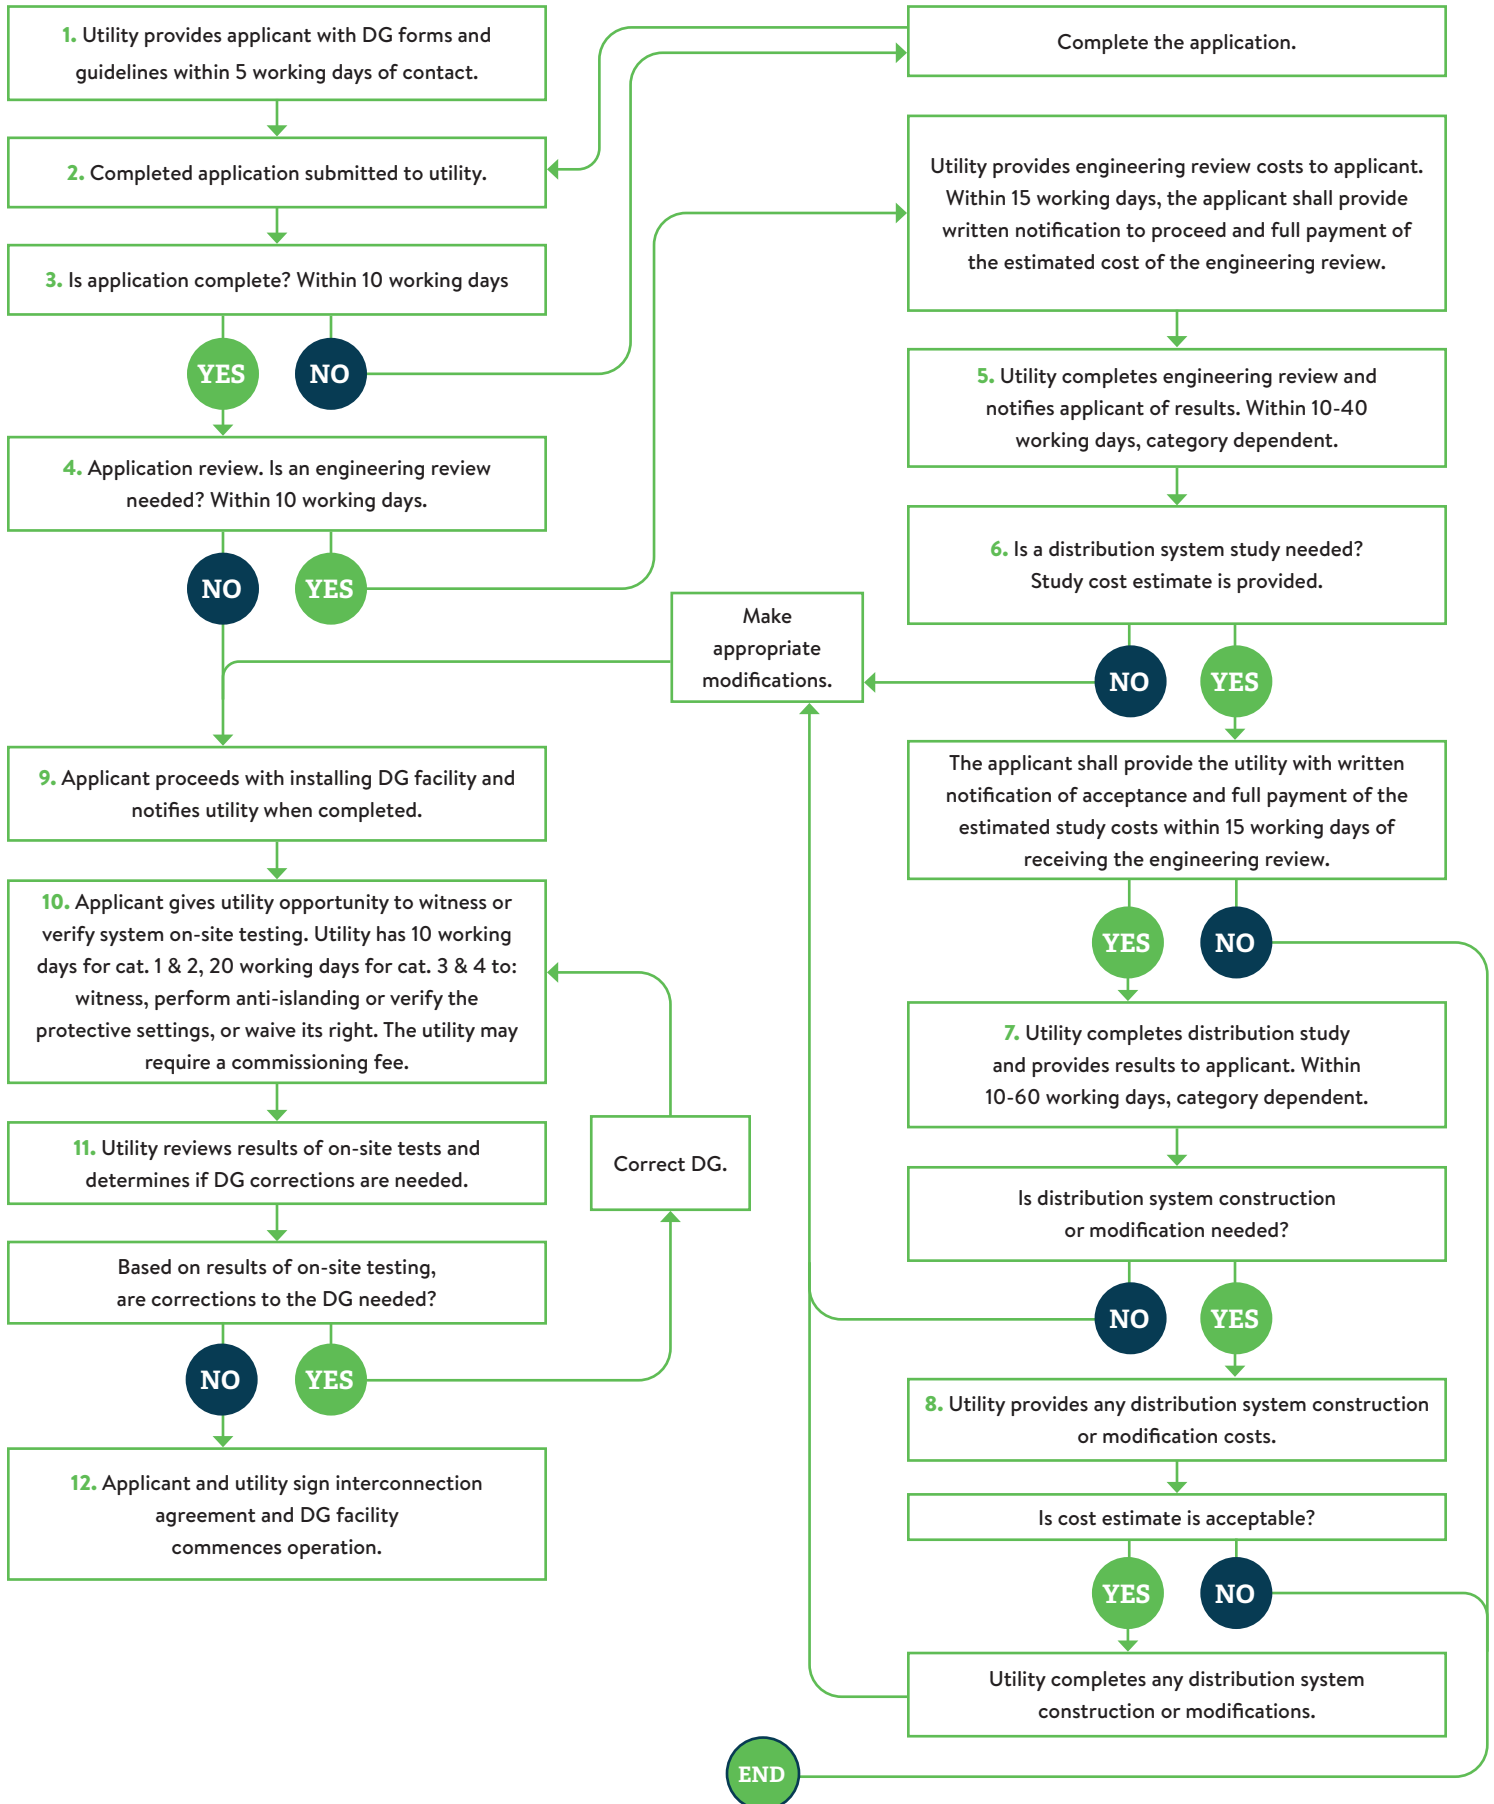 1. Utility provides applicant with DG forms and
guidelines within 5 working days of contact.
2. Completed application submitted to utility.
3. Is application complete? Within 10 working days
YES
NO
4. Application review. Is an engineering review
needed? Within 10 working days.
NO
YES
9. Applicant proceeds with installing DG facility and
notifies utility when completed.
10. Applicant gives utility opportunity to witness or
verify system on-site testing. Utility has 10 working
days for cat. 1 & 2, 20 working days for cat. 3 & 4 to:
witness, perform anti-islanding or verify the
protective settings, or waive its right. The utility may
require a commissioning fee.
11. Utility reviews results of on-site tests and
determines if DG corrections are needed.
Based on results of on-site testing,
are corrections to the DG needed?
NO
YES
12. Applicant and utility sign interconnection
agreement and DG facility
commences operation.
Make
appropriate
modifications.
Correct DG.
Complete the application.
Utility provides engineering review costs to applicant.
Within 15 working days, the applicant shall provide
written notification to proceed and full payment of
the estimated cost of the engineering review.
5. Utility completes engineering review and
notifies applicant of results. Within 10-40
working days, category dependent.
6. Is a distribution system study needed?
Study cost estimate is provided.
NO
YES
The applicant shall provide the utility with written
notification of acceptance and full payment of the
estimated study costs within 15 working days of
receiving the engineering review.
YES
NO
7. Utility completes distribution study
and provides results to applicant. Within
10-60 working days, category dependent.
Is distribution system construction
or modification needed?
NO
YES
8. Utility provides any distribution system construction
or modification costs.
Is cost estimate is acceptable?
YES
NO
Utility completes any distribution system
construction or modifications.
END